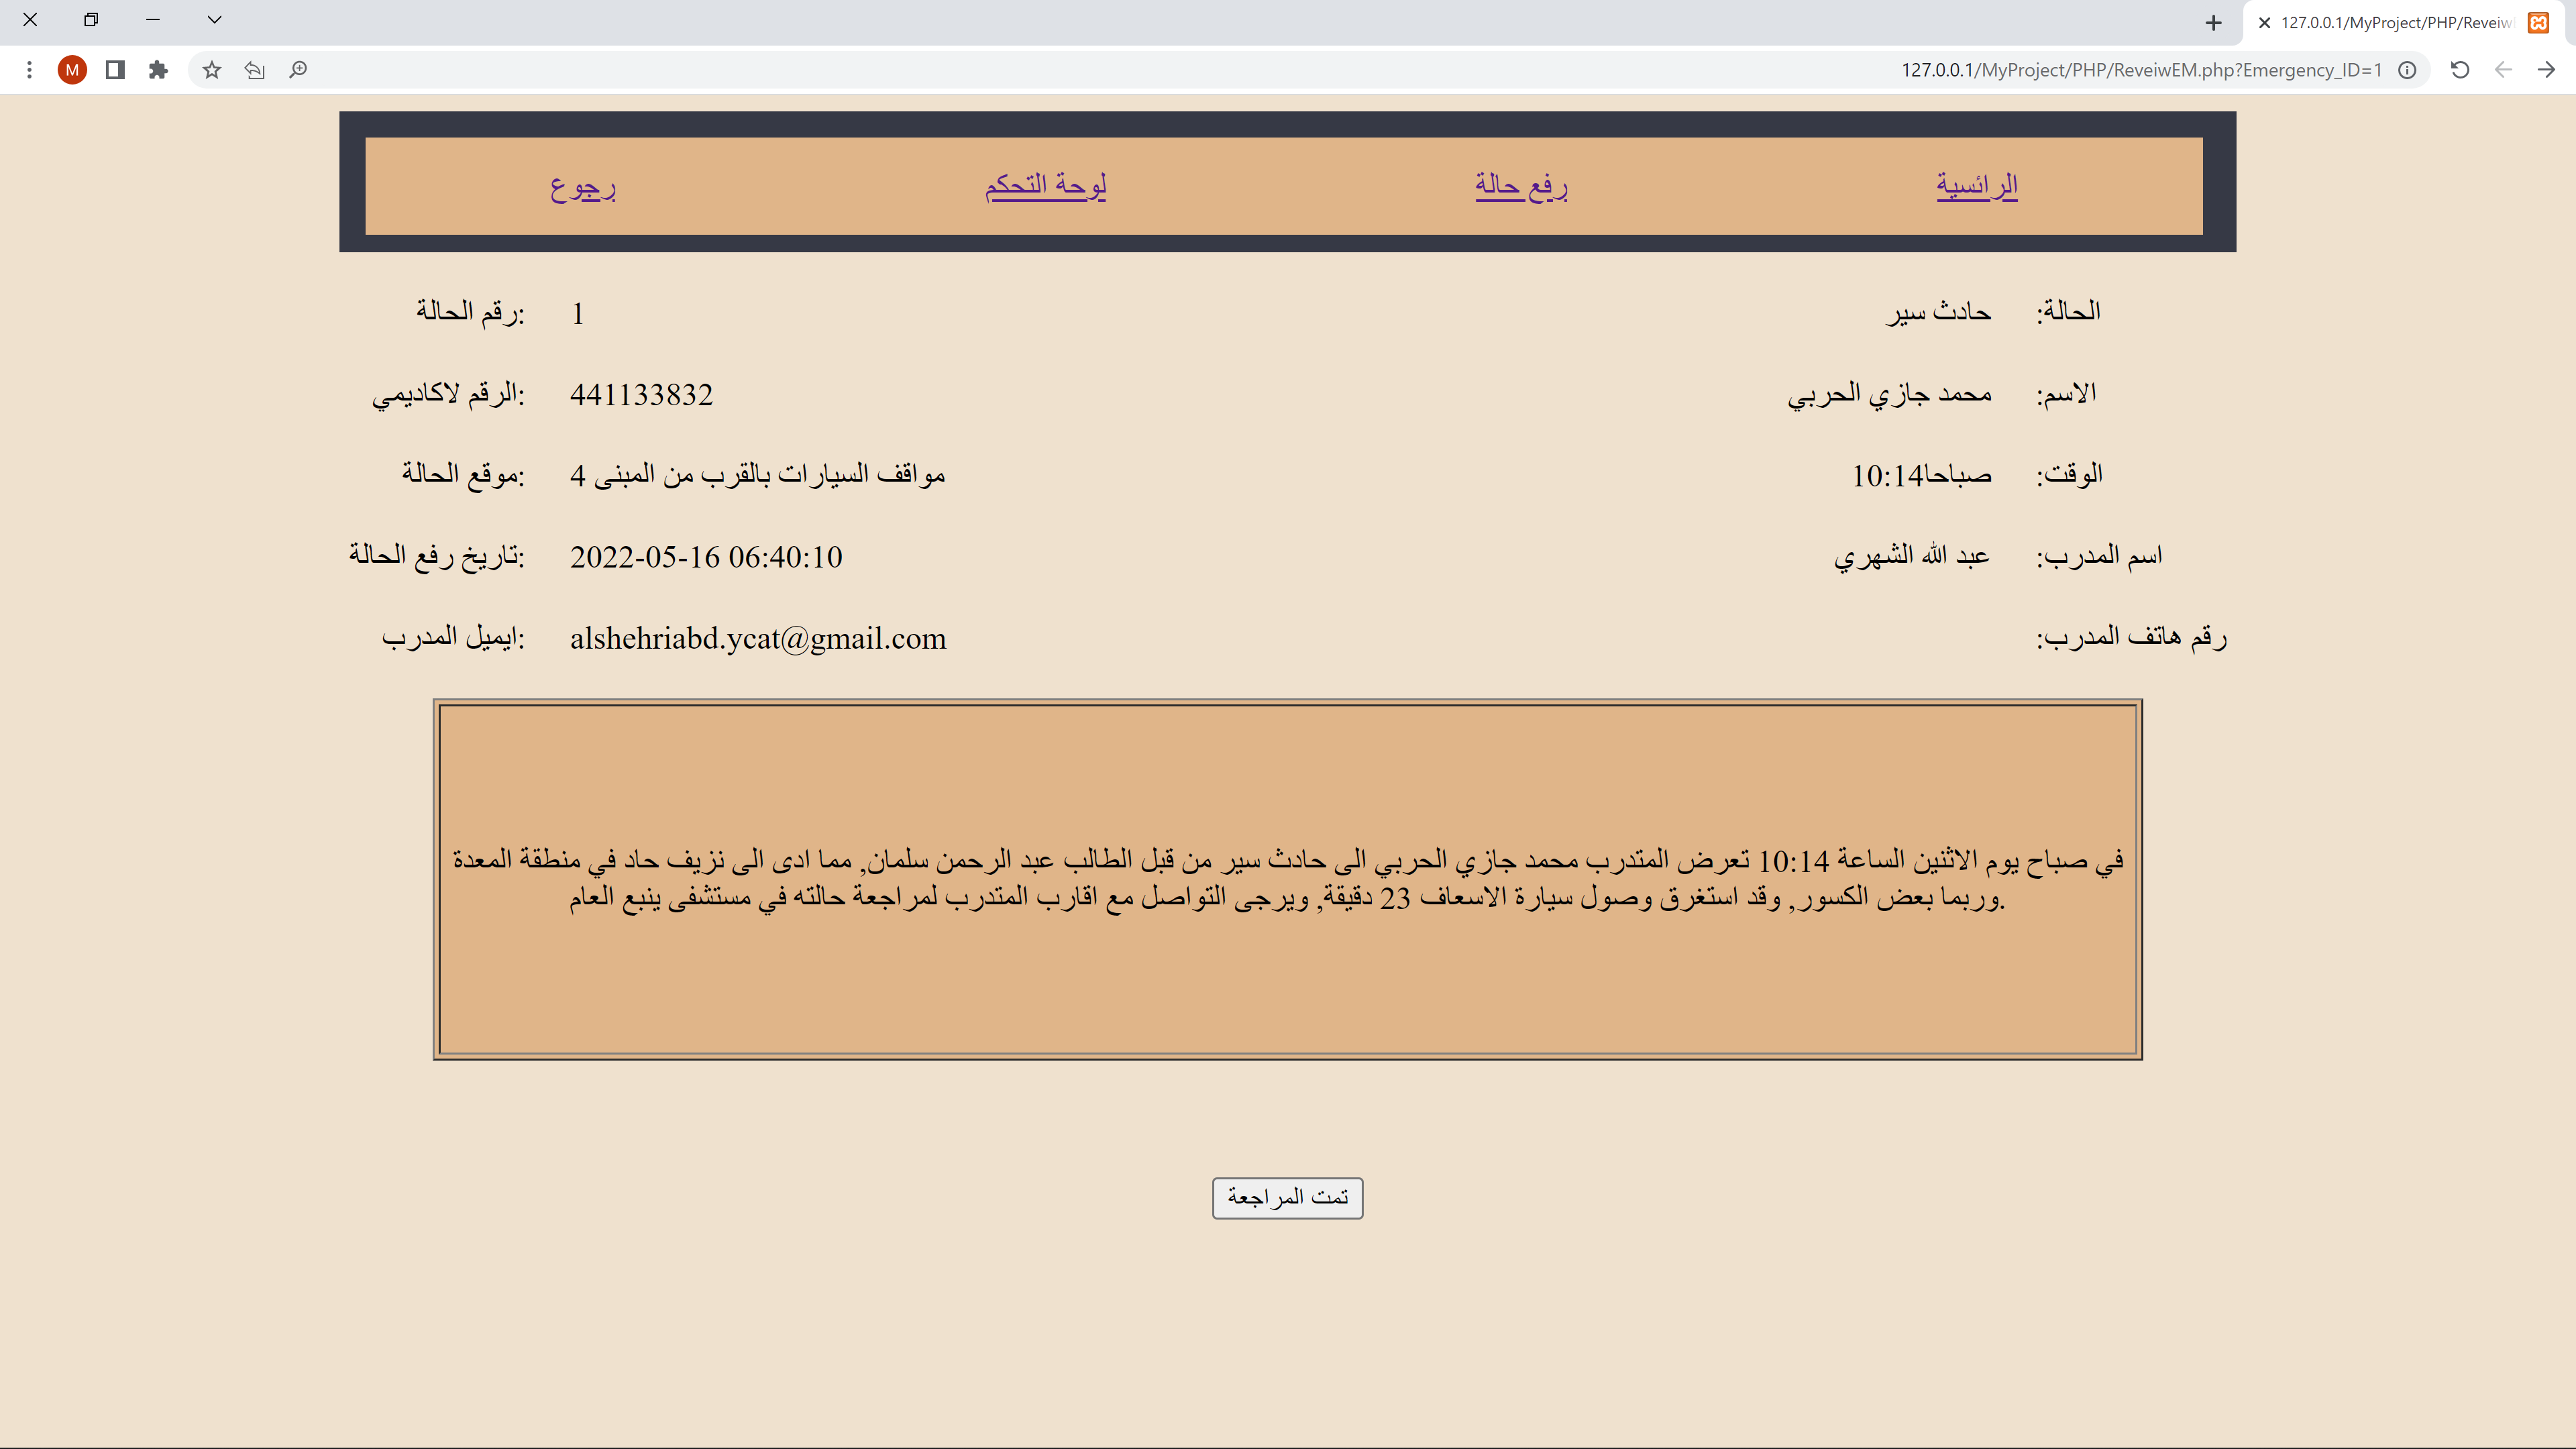 127.0.0.1/MyProject/PHP/Reveiw
M
127.0.0.1/MyProject/PHP/ReveiwEM.php?Emergency_ID=1
الرائسية رفع حالة لوحة التحكم رجوع
الحالة: حادث سير 1 رقم الحالة:
الاسم: محمد جازي الحربي 441133832 الرقم لاكاديمي:
الوقت: صباحا10:14 مواقف السيارات بالقرب من المبنى 4 موقع الحالة:
اسم المدرب: عبد الله الشهري 2022-05-16 06:40:10 تاريخ رفع الحالة:
رقم هاتف المدرب: alshehriabd.ycat@gmail.com ايميل المدرب:
في صباح يوم الاثنين الساعة 10:14 تعرض المتدرب محمد جازي الحربي الى حادث سير من قبل الطالب عبد الرحمن سلمان, مما ادى الى نزيف حاد في منطقة المعدة
وربما بعض الكسور, وقد استغرق وصول سيارة الاسعاف 23 دقيقة, ويرجى التواصل مع اقارب المتدرب لمراجعة حالته في مستشفى ينبع العام.
تمت المراجعة